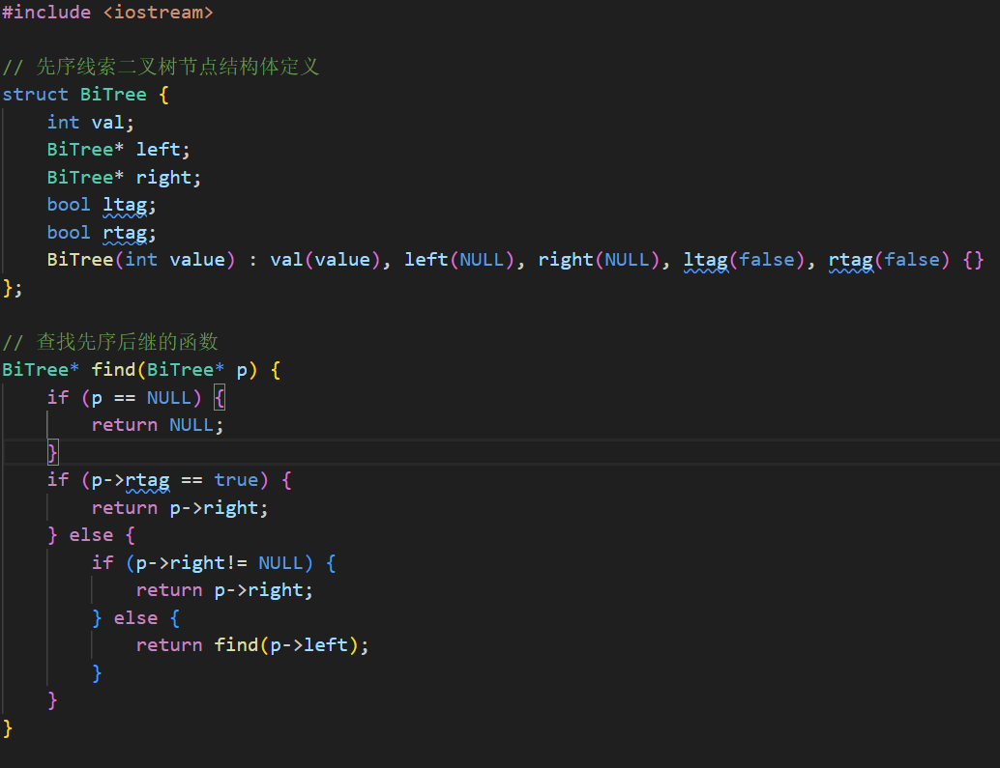 #include <iostream>
// 先序线索二叉树节点结构体定义
struct BiTree {
    int val;
    BiTree* left;
    BiTree* right;
    bool ltag;
    bool rtag;
    BiTree(int value) : val(value), left(NULL), right(NULL), ltag(false), rtag(false) {}
};
// 查找先序后继的函数
BiTree* find(BiTree* p) {
    if (p == NULL) {
        return NULL;
    }
    if (p->rtag == true) {
        return p->right;
    } else {
        if (p->right!= NULL) {
            return p->right;
        } else {
            return find(p->left);
        }
    }
}